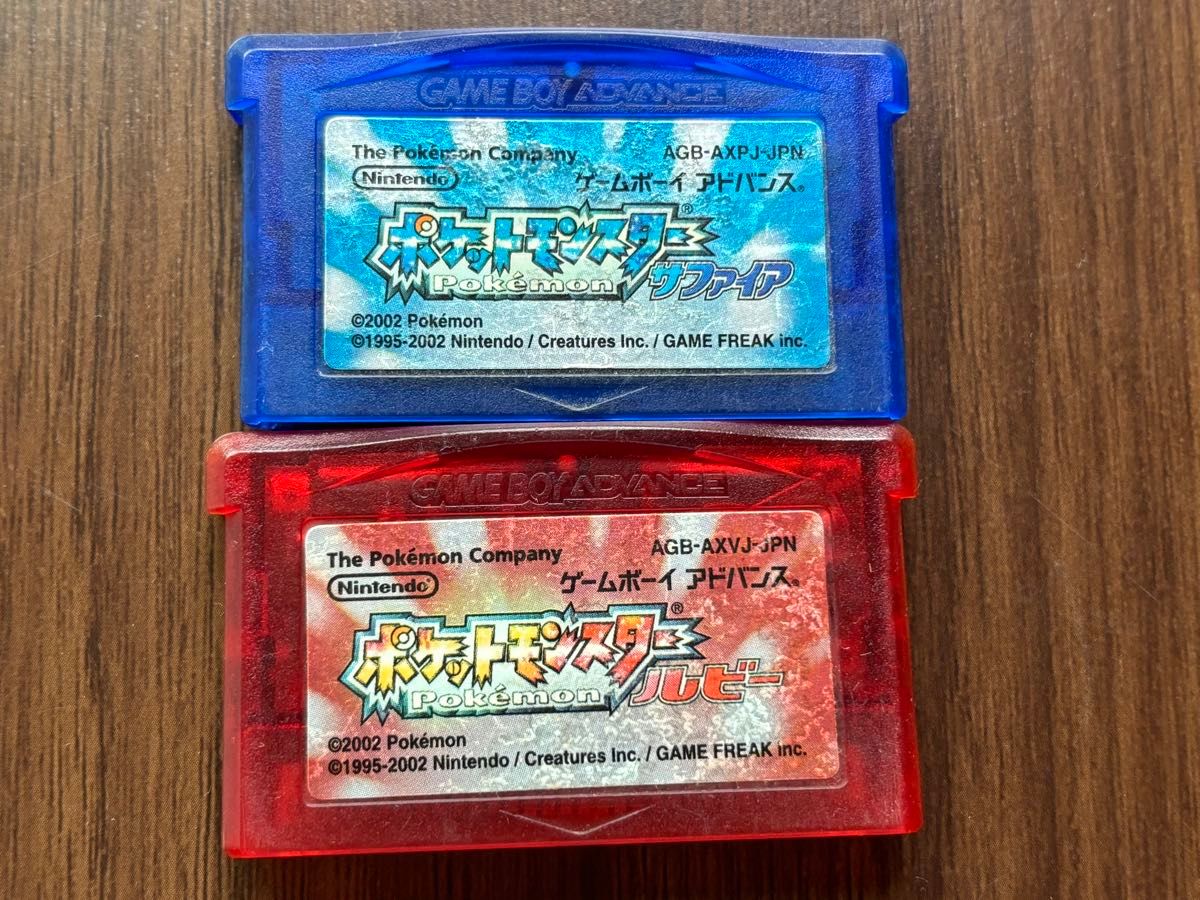 GAME BOY ADVANCE
The Pokémon Company AGB-AXPJ-JPN
Nintendo ゲームボーイ アドバンス®
ポケットモンスター®
Pokémon サファイア
©2002 Pokémon
©1995-2002 Nintendo / Creatures Inc. / GAME FREAK inc.
GAME BOY ADVANCE
The Pokémon Company AGB-AXVJ-JPN
Nintendo® ゲームボーイ アドバンス®
ポケットモンスター®
Pokémon ルビー
©2002 Pokémon
©1995-2002 Nintendo / Creatures Inc. / GAME FREAK inc.